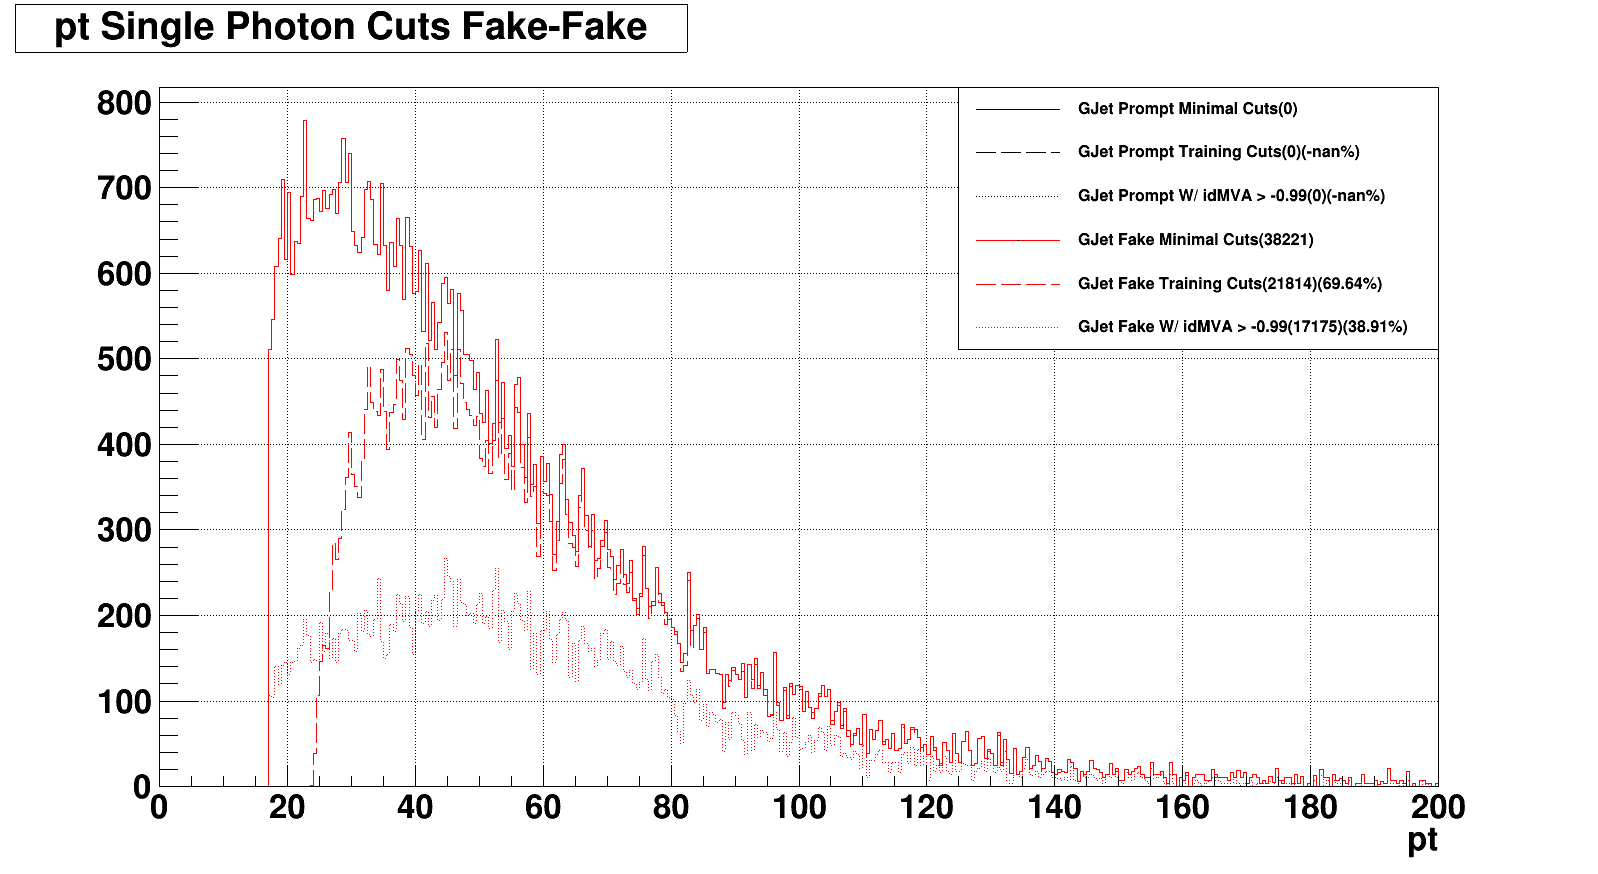 pt Single Photon Cuts Fake-Fake
800
700
600
500
400
300
200
100
0
GJet Prompt Minimal Cuts(0)
GJet Prompt Training Cuts(0)(-nan%)
GJet Prompt W/ idMVA > -0.99(0)(-nan%)
GJet Fake Minimal Cuts(38221)
GJet Fake Training Cuts(21814)(69.64%)
GJet Fake W/ idMVA > -0.99(17175)(38.91%)
0 20 40 60 80 100 120 140 160 180 200
pt